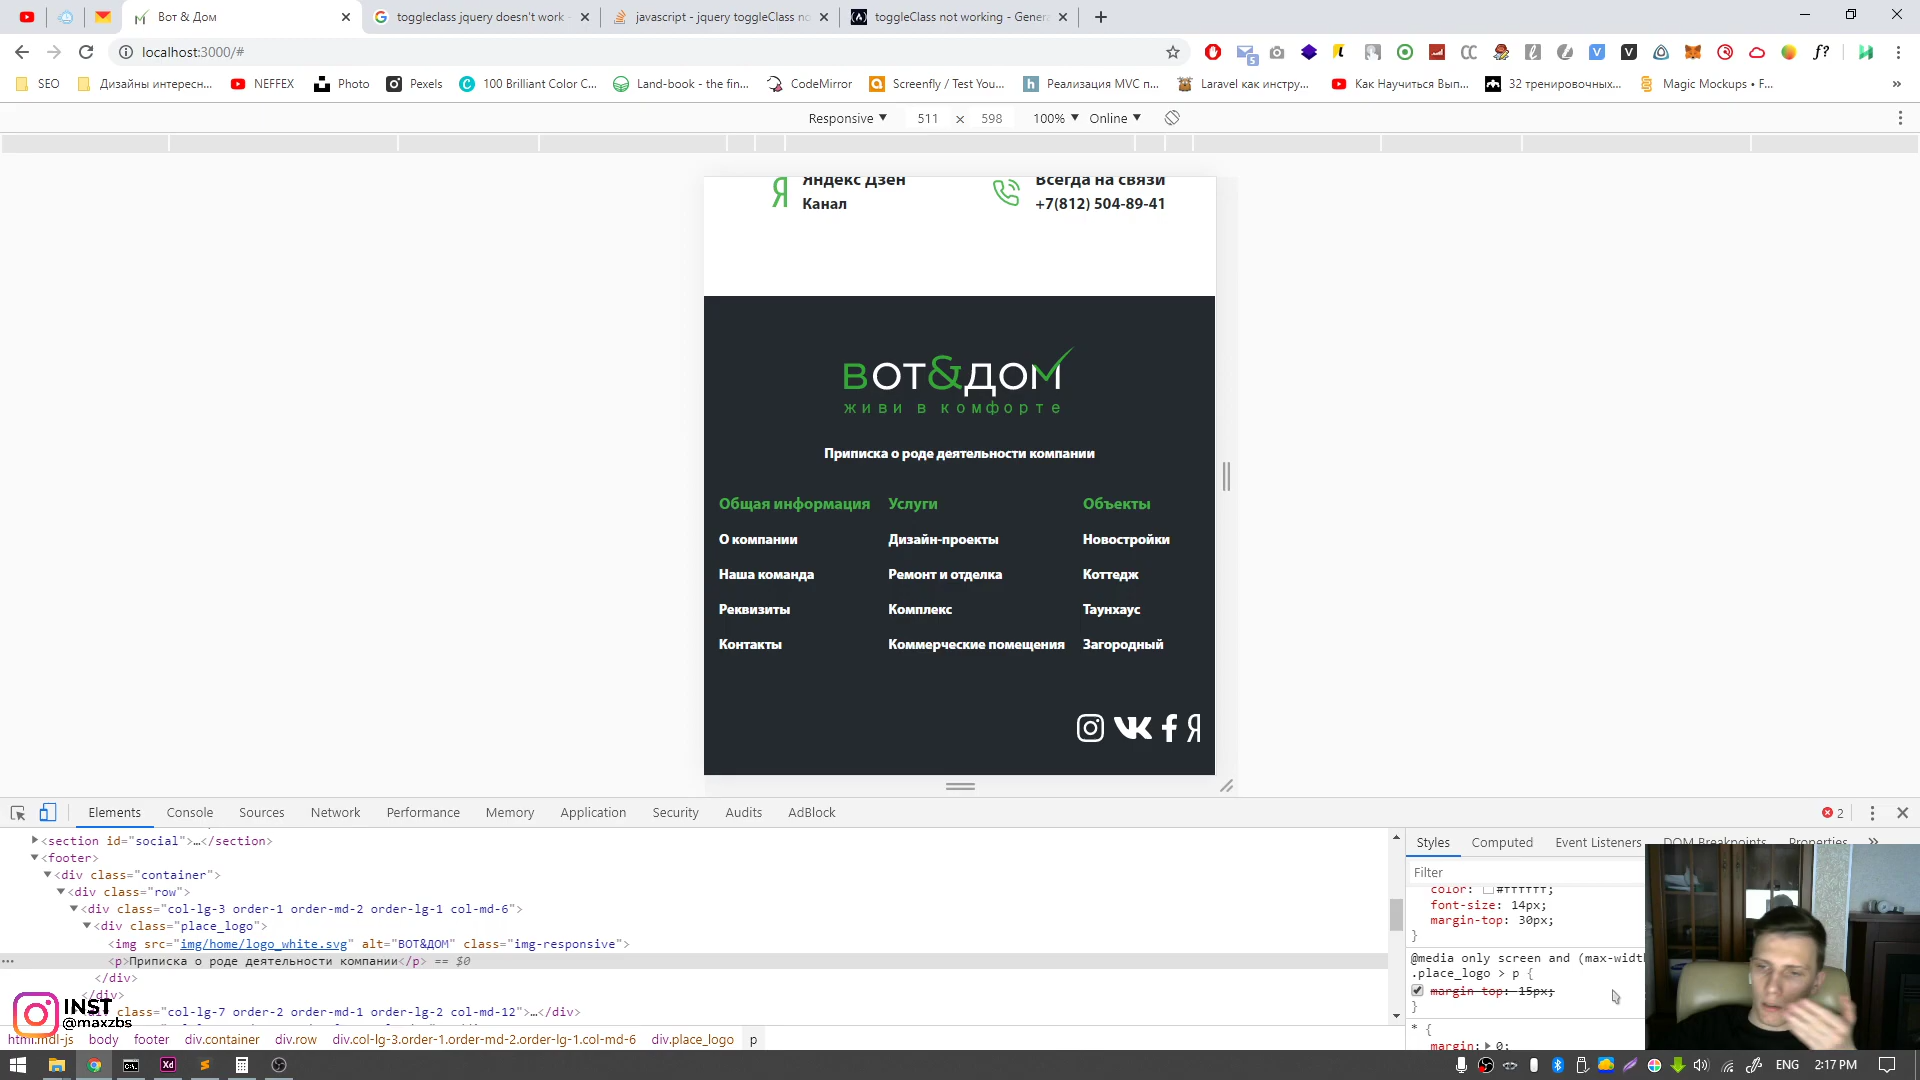 Вот & Дом
toggleclass jquery doesn't work
javascript - jquery toggleClass no
toggleClass not working - Genera
localhost:3000/#
SEO
Дизайны интересн...
NEFFEX
Photo
Pexels
100 Brilliant Color C...
Land-book - the fin...
CodeMirror
Screenfly / Test You...
Реализация MVC п...
Laravel как инстру...
Как Научиться Вып...
32 тренировочных...
Magic Mockups • F...
Responsive
511 × 598
100%
Online
Яндекс Дзен
Канал
Всегда на связи
+7(812) 504-89-41
ВОТ&ДОМ
живи в комфорте
Приписка о роде деятельности компании
Общая информация Услуги Объекты
О компании Дизайн-проекты Новостройки
Наша команда Ремонт и отделка Коттедж
Реквизиты Комплекс Таунхаус
Контакты Коммерческие помещения Загородный
Elements Console Sources Network Performance Memory Application Security Audits AdBlock
2
<section id="social">…</section>
<footer>
<div class="container">
<div class="row">
<div class="col-lg-3 order-1 order-md-2 order-lg-1 col-md-6">
<div class="place_logo">
<img src="img/home/logo_white.svg" alt="ВОТ&ДОМ" class="img-responsive">
<p>Приписка о роде деятельности компании</p> == $0
</div>
</div>
class="col-lg-7 order-2 order-md-1 order-lg-2 col-md-12">…</div>
INST
@maxzbs
html.mdl-js body footer div.container div.row div.col-lg-3.order-1.order-md-2.order-lg-1.col-md-6 div.place_logo p
Styles Computed Event Listeners DOM Breakpoints Properties
Filter
color: #ffffff;
font-size: 14px;
margin-top: 30px;
}
@media only screen and (max-widt
.place_logo > p {
margin-top: 15px;
}
* {
margin: 0;
ENG
2:17 PM